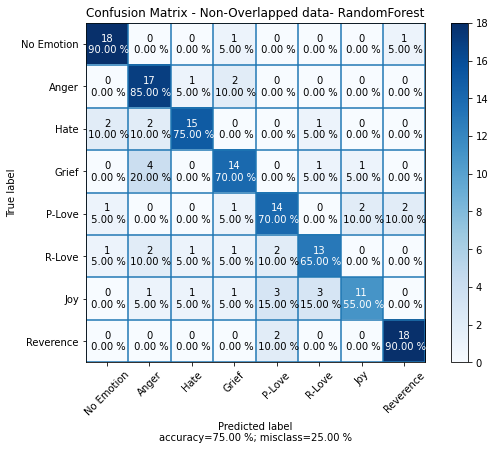 Confusion Matrix - Non-Overlapped data- RandomForest
True label
No Emotion 18 0 0 1 0 0 0 1
90.00 % 0.00 % 0.00 % 5.00 % 0.00 % 0.00 % 0.00 % 5.00 %
Anger 0 17 1 2 0 0 0 0
0.00 % 85.00 % 5.00 % 10.00 % 0.00 % 0.00 % 0.00 % 0.00 %
Hate 2 2 15 0 0 1 0 0
10.00 % 10.00 % 75.00 % 0.00 % 0.00 % 5.00 % 0.00 % 0.00 %
Grief 0 4 0 14 0 1 1 0
0.00 % 20.00 % 0.00 % 70.00 % 0.00 % 5.00 % 5.00 % 0.00 %
P-Love 1 0 0 1 14 0 2 2
5.00 % 0.00 % 0.00 % 5.00 % 70.00 % 0.00 % 10.00 % 10.00 %
R-Love 1 2 1 1 2 13 0 0
5.00 % 10.00 % 5.00 % 5.00 % 10.00 % 65.00 % 0.00 % 0.00 %
Joy 0 1 1 1 3 3 11 0
0.00 % 5.00 % 5.00 % 5.00 % 15.00 % 15.00 % 55.00 % 0.00 %
Reverence 0 0 0 0 2 0 0 18
0.00 % 0.00 % 0.00 % 0.00 % 10.00 % 0.00 % 0.00 % 90.00 %
No Emotion Anger Hate Grief P-Love R-Love Joy Reverence
Predicted label
accuracy=75.00 %; misclass=25.00 %
18
16
14
12
10
8
6
4
2
0